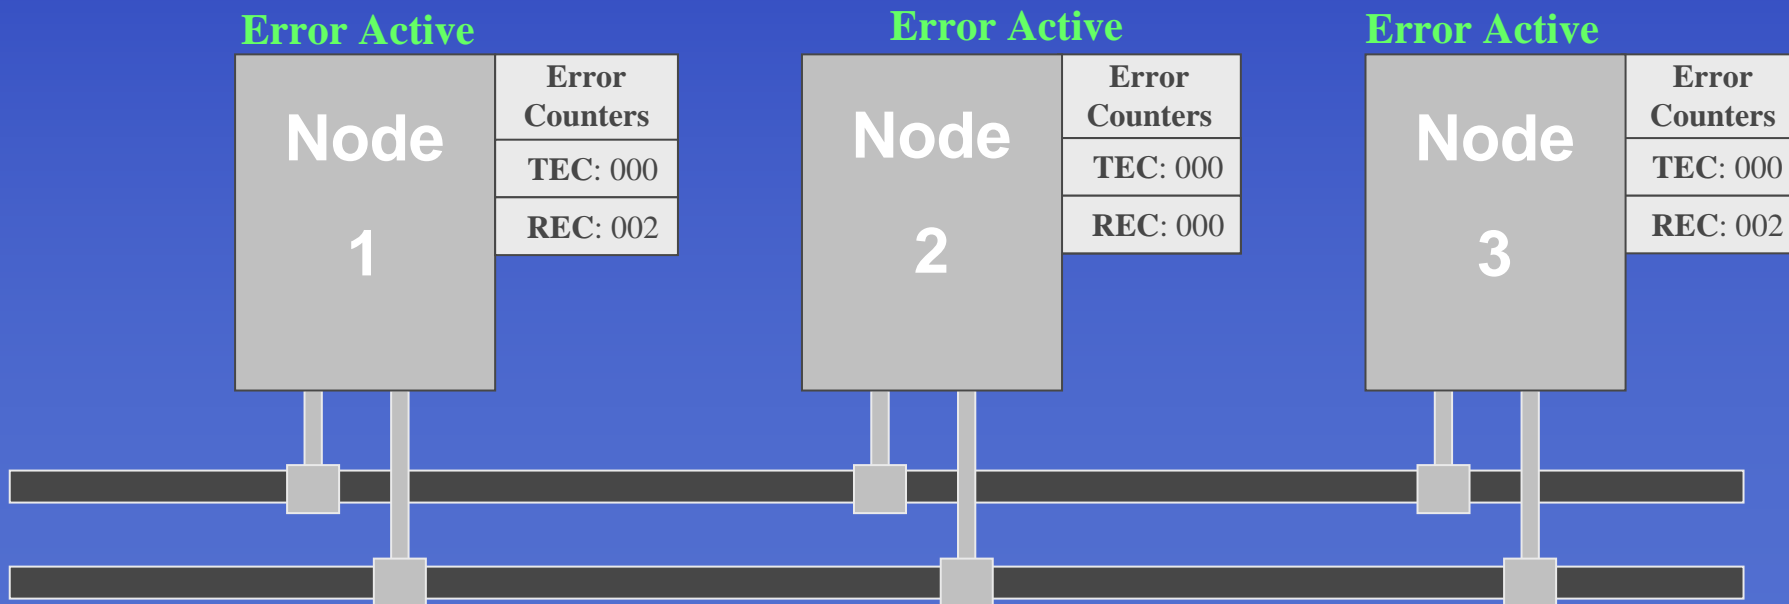 Error Active
Node
1
Error
Counters
TEC: 000
REC: 002
Error Active
Node
2
Error
Counters
TEC: 000
REC: 000
Error Active
Node
3
Error
Counters
TEC: 000
REC: 002